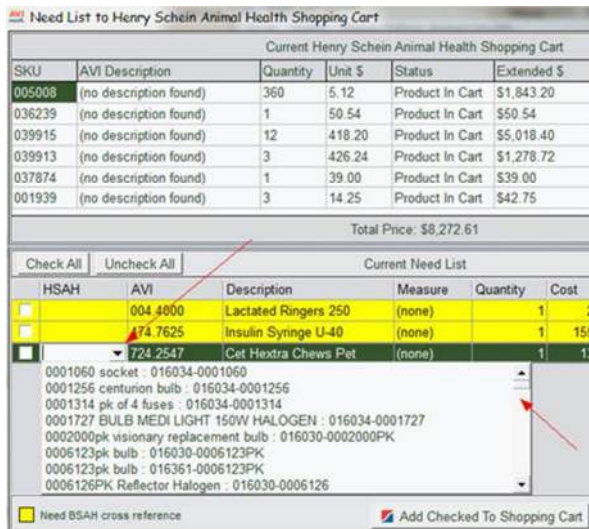 AVI Need List to Henry Schein Animal Health Shopping Cart
Current Henry Schein Animal Health Shopping Cart
SKU AVI Description Quantity Unit $ Status Extended $
005008 (no description found) 360 5.12 Product In Cart $1,843.20
036239 (no description found) 1 50.54 Product In Cart $50.54
039915 (no description found) 12 418.20 Product In Cart $5,018.40
039913 (no description found) 3 426.24 Product In Cart $1,278.72
037874 (no description found) 1 39.00 Product In Cart $39.00
001939 (no description found) 3 14.25 Product In Cart $42.75
Total Price: $8,272.61
Check All Uncheck All Current Need List
HSAH AVI Description Measure Quantity Cost
004.4000 Lactated Ringers 250 (none) 1
474.7625 Insulin Syringe U-40 (none) 1
724.2547 Cet Hextra Chews Pet (none) 1
0001060 socket : 016034-0001060
0001256 centurion bulb : 016034-0001256
0001314 pk of 4 fuses : 016034-0001314
0001727 BULB MEDI LIGHT 150W HALOGEN : 016034-0001727
0002000pk visionary replacement bulb : 016030-0002000PK
0006123pk bulb : 016030-0006123PK
0006123pk bulb : 016361-0006123PK
0006126PK Reflector Halogen : 016030-0006126
Need BSAH cross reference Add Checked To Shopping Cart